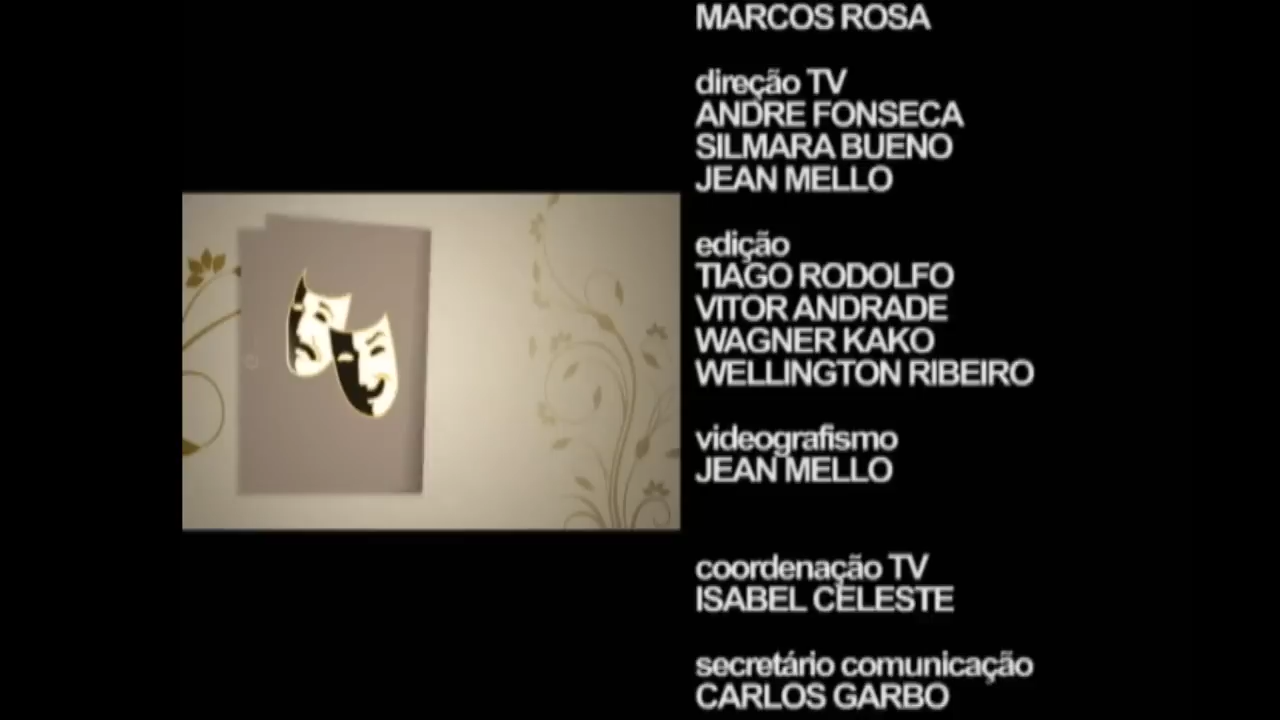 MARCOS ROSA
direção TV
ANDRE FONSECA
SILMARA BUENO
JEAN MELLO
edição
TIAGO RODOLFO
VITOR ANDRADE
WAGNER KAKO
WELLINGTON RIBEIRO
videografismo
JEAN MELLO
coordenação TV
ISABEL CELESTE
secretário comunicação
CARLOS GARBO